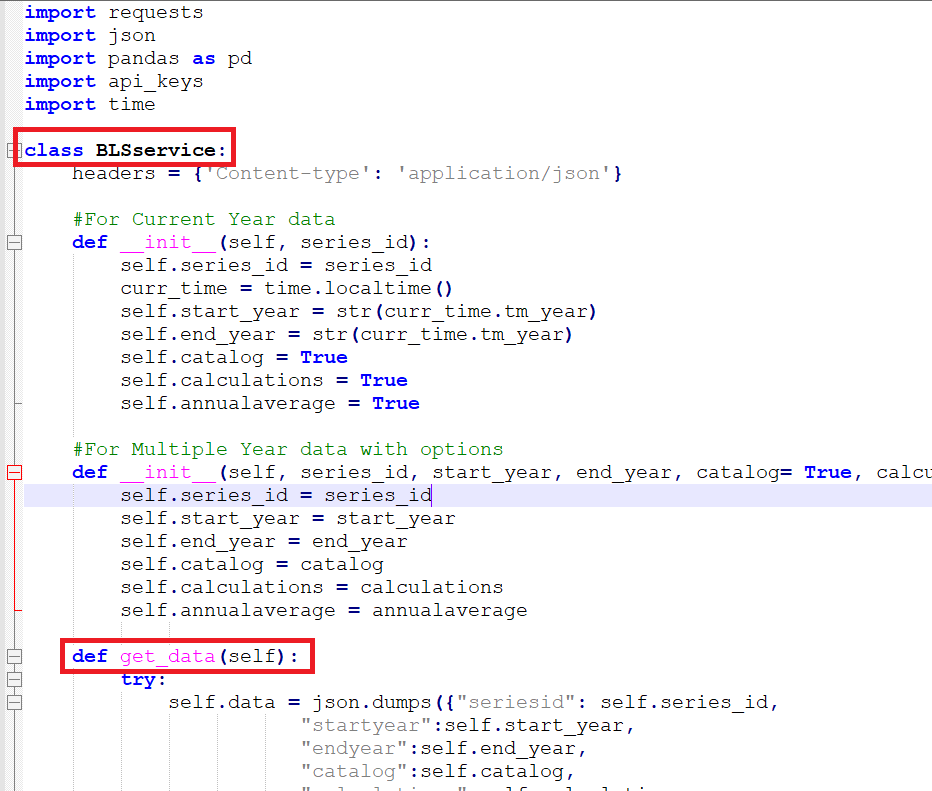 import requests
import json
import pandas as pd
import api_keys
import time
class BLSservice:
headers = {'Content-type': 'application/json'}
#For Current Year data
def __init__(self, series_id):
self.series_id = series_id
curr_time = time.localtime()
self.start_year = str(curr_time.tm_year)
self.end_year = str(curr_time.tm_year)
self.catalog = True
self.calculations = True
self.annualaverage = True
#For Multiple Year data with options
def __init__(self, series_id, start_year, end_year, catalog= True, calcu
self.series_id = series_id
self.start_year = start_year
self.end_year = end_year
self.catalog = catalog
self.calculations = calculations
self.annualaverage = annualaverage
def get_data(self):
try:
self.data = json.dumps({"seriesid": self.series_id,
"startyear":self.start_year,
"endyear":self.end_year,
"catalog":self.catalog,